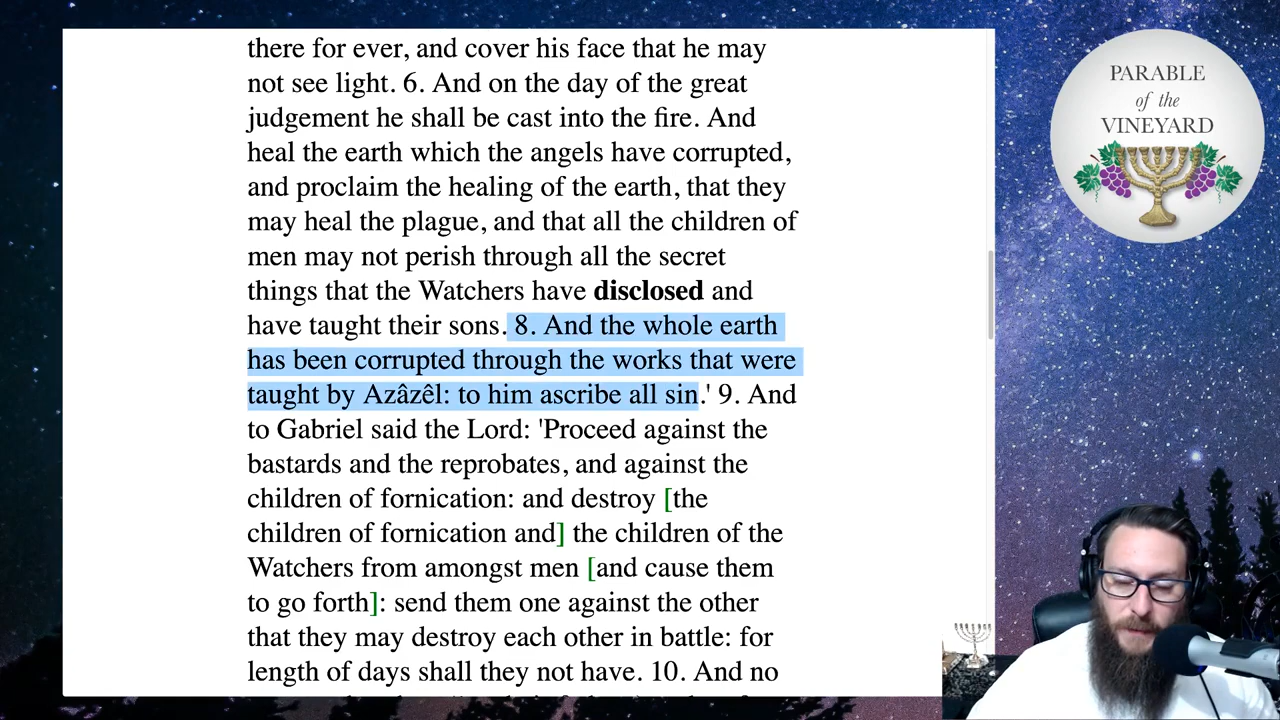 there for ever, and cover his face that he may
not see light. 6. And on the day of the great
judgement he shall be cast into the fire. And
heal the earth which the angels have corrupted,
and proclaim the healing of the earth, that they
may heal the plague, and that all the children of
men may not perish through all the secret
things that the Watchers have disclosed and
have taught their sons. 8. And the whole earth
has been corrupted through the works that were
taught by Azâzêl: to him ascribe all sin.' 9. And
to Gabriel said the Lord: 'Proceed against the
bastards and the reprobates, and against the
children of fornication: and destroy [the
children of fornication and] the children of the
Watchers from amongst men [and cause them
to go forth]: send them one against the other
that they may destroy each other in battle: for
length of days shall they not have. 10. And no
PARABLE
of the
VINEYARD